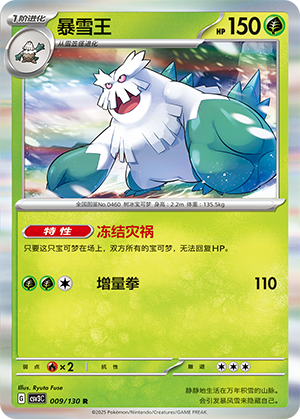 1阶进化
暴雪王
HP 150
从雪笠怪进化
全国图鉴No.0460 树冰宝可梦 身高：2.2m 体重：135.5kg
特性 冻结灾祸
只要这只宝可梦在场上，双方所有的宝可梦，无法回复HP。
增量拳 110
弱点 ×2 抗性 撤退
Illus. Ryuta Fuse
G CSV3C 009/130 R
静静地生活在万年积雪的山脉。
会引发暴风雪来隐藏自己。
©2025 Pokémon/Nintendo/Creatures/GAME FREAK